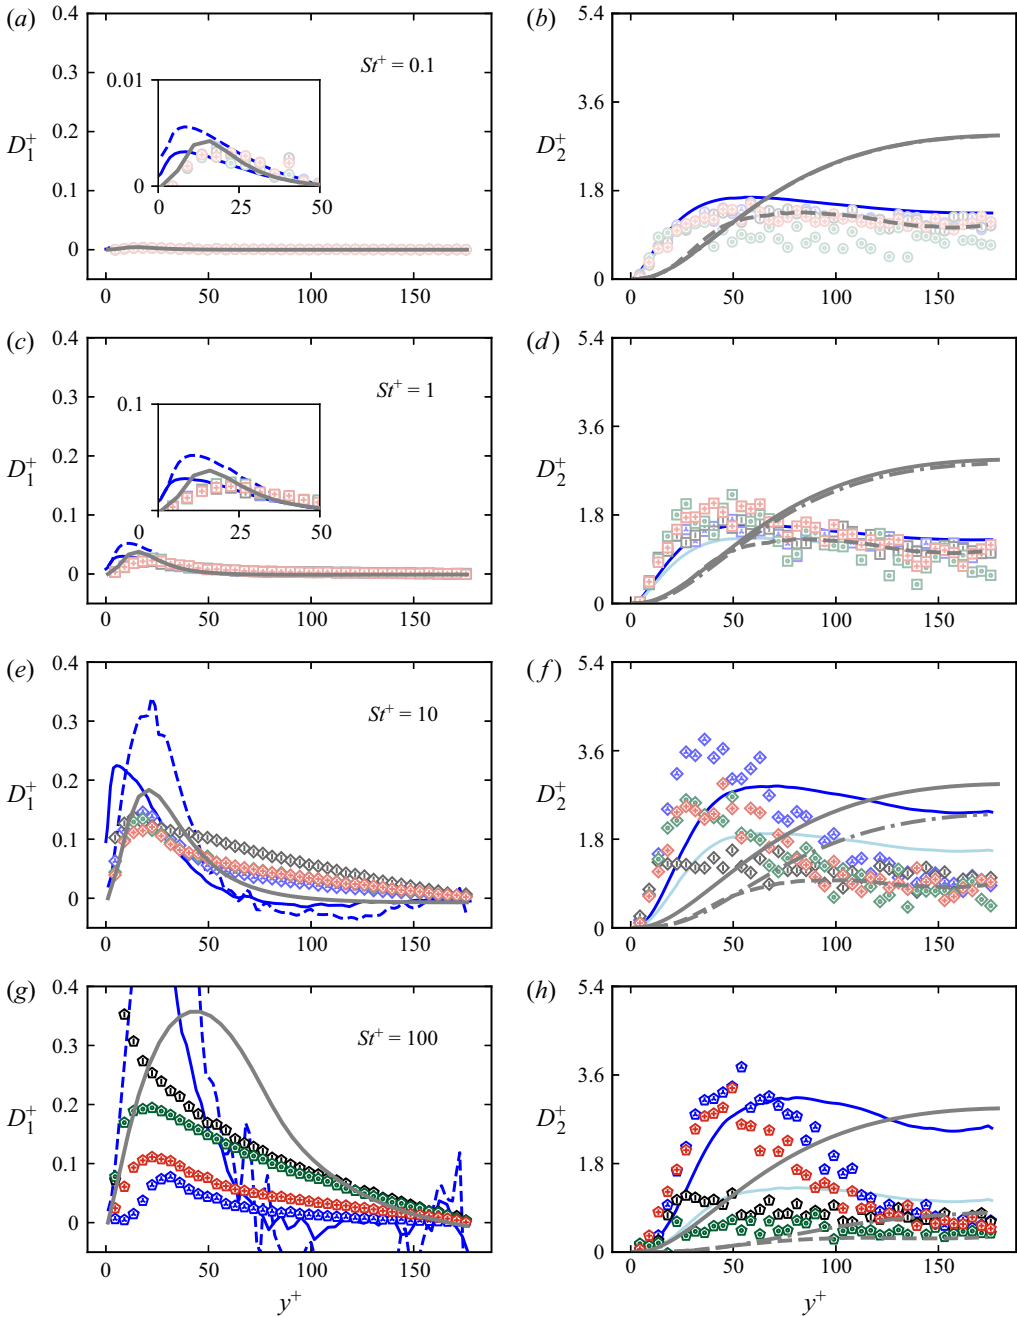 (a) 0.4 (b) 5.4
St+ = 0.1
0.3
0.01
3.6
D1+ 0.2 D2+
0.1 0 1.8
0 25 50
0
0
0 50 100 150 0 50 100 150
(c) 0.4 (d) 5.4
St+ = 1
0.3
0.1
3.6
D1+ 0.2 D2+
0.1 1.8
0 25 50
0
0
0 50 100 150 0 50 100 150
(e) 0.4 (f) 5.4
St+ = 10
0.3
3.6
D1+ 0.2 D2+
0.1 1.8
0
0
0 50 100 150 0 50 100 150
(g) 0.4 (h) 5.4
St+ = 100
0.3
3.6
D1+ 0.2 D2+
0.1 1.8
0
0
0 50 100 150 0 50 100 150
y+ y+